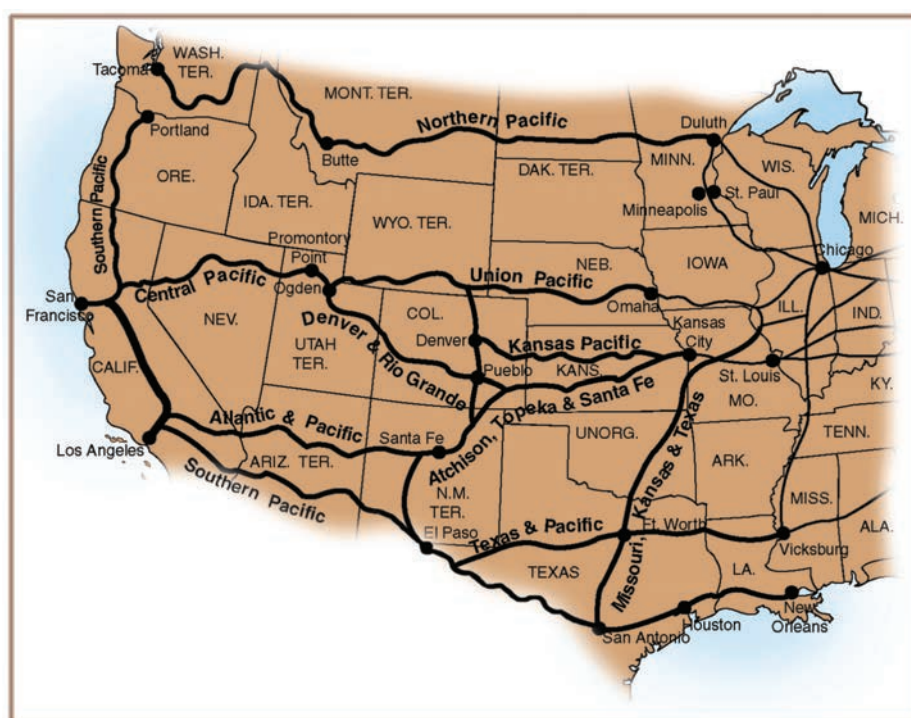 WASH.
TER.
Tacoma
MONT. TER.
Northern Pacific
Duluth
Portland
Butte
MINN.
WIS.
ORE.
DAK. TER.
St. Paul
IDA. TER.
Minneapolis
MICH.
Southern Pacific
WYO. TER.
Promontory
Point
Chicago
Central Pacific
Ogden
Union Pacific
NEB.
IOWA
San
Francisco
Omaha
ILL.
IND.
NEV.
COL.
Kansas
City
Denver & Rio Grande
Denver
Kansas Pacific
UTAH
TER.
CALIF.
Pueblo
KANS.
St. Louis
KY.
MO.
Atchison, Topeka & Santa Fe
Atlantic & Pacific
Santa Fe
UNORG.
TENN.
Los Angeles
ARIZ. TER.
ARK.
Southern Pacific
N.M.
TER.
Missouri, Kansas & Texas
MISS.
El Paso
Texas & Pacific
Ft. Worth
ALA.
Vicksburg
TEXAS
LA.
San Antonio
Houston
New
Orleans